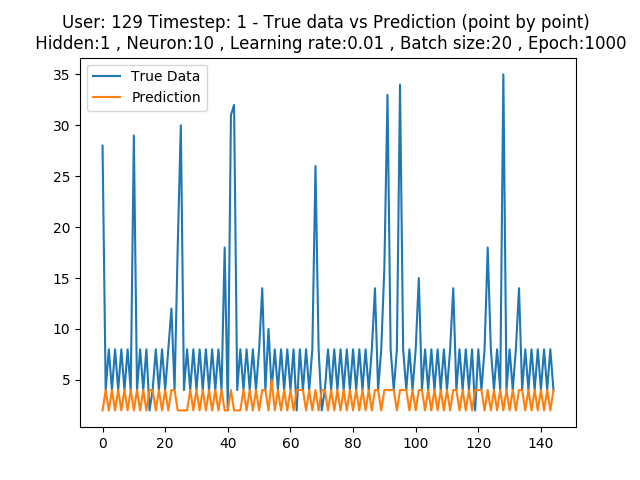 User: 129 Timestep: 1 - True data vs Prediction (point by point)
Hidden:1 , Neuron:10 , Learning rate:0.01 , Batch size:20 , Epoch:1000
True Data
Prediction
35
30
25
20
15
10
5
0 20 40 60 80 100 120 140